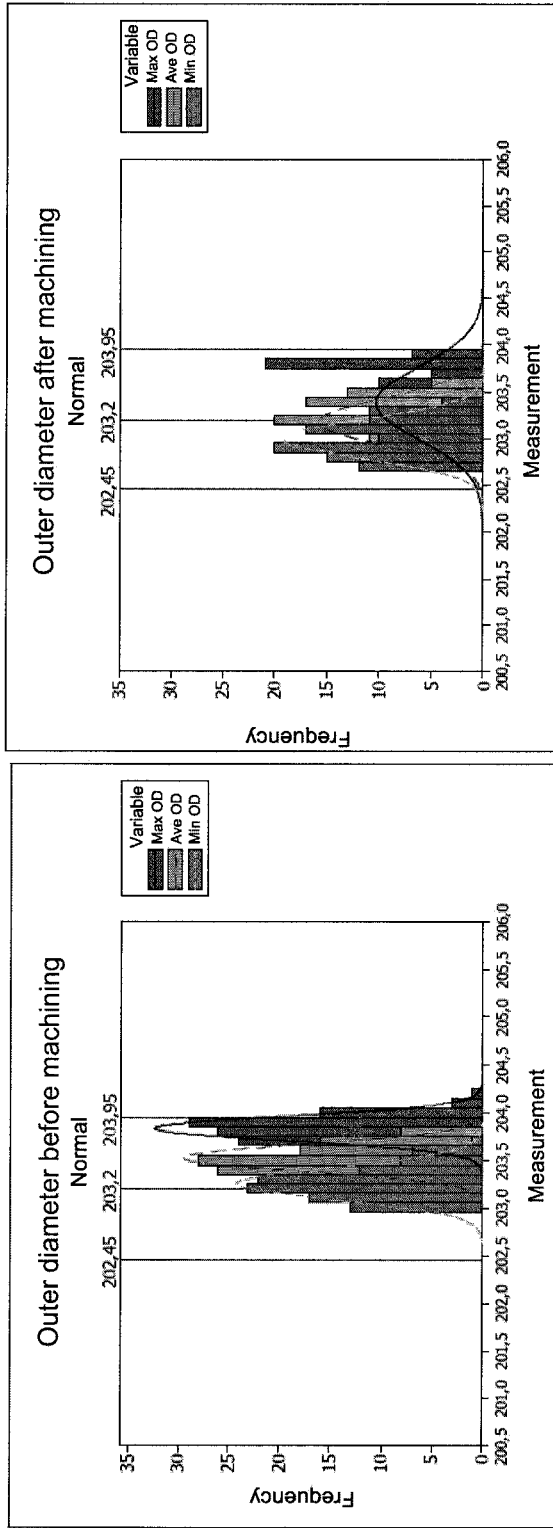 Outer diameter before machining
Normal
202,45
203,2
203,95
Frequency
35
30
25
20
15
10
5
0
200,5
201,0
201,5
202,0
202,5
203,0
203,5
204,0
204,5
205,0
205,5
206,0
Measurement
Variable
Max OD
Ave OD
Min OD
Outer diameter after machining
Normal
202,45
203,2
203,95
Frequency
35
30
25
20
15
10
5
0
200,5
201,0
201,5
202,0
202,5
203,0
203,5
204,0
204,5
205,0
205,5
206,0
Measurement
Variable
Max OD
Ave OD
Min OD